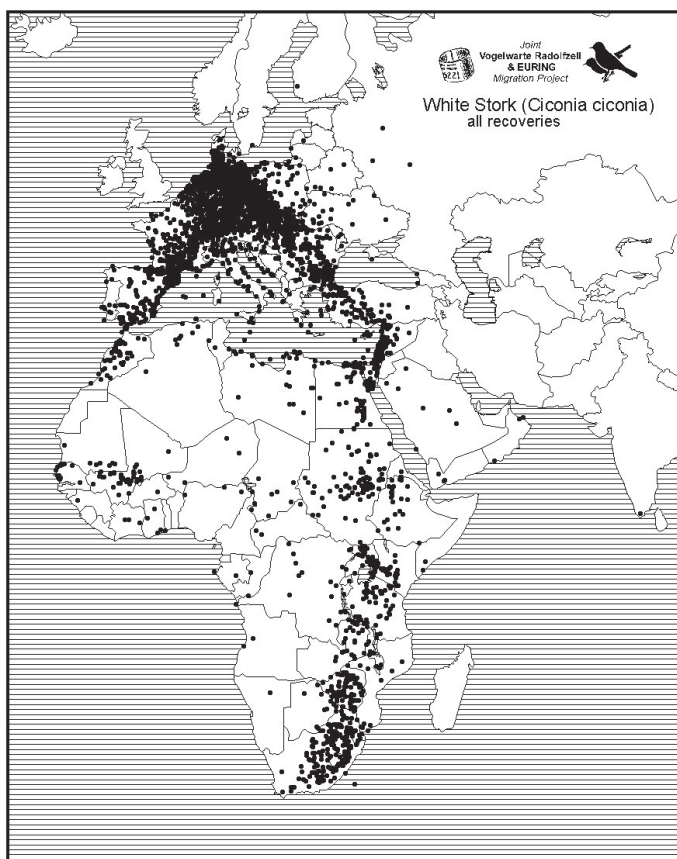 Joint
Vogelwarte Radolfzell
& EURING
Migration Project
White Stork (Ciconia ciconia)
all recoveries